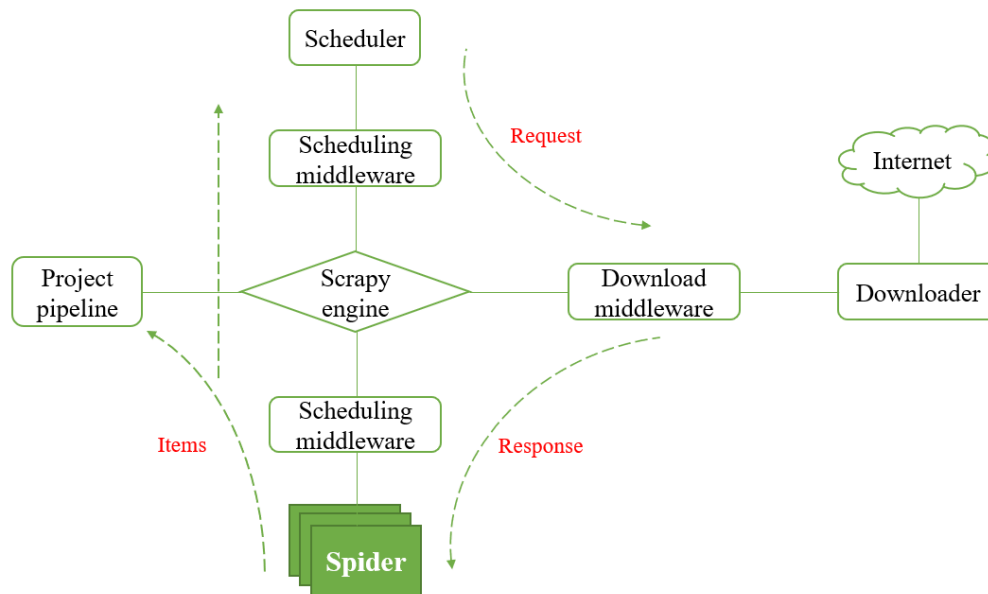 Scheduler
Request
Scheduling
middleware
Internet
Project
pipeline
Scrapy
engine
Download
middleware
Downloader
Scheduling
middleware
Items
Response
Spider